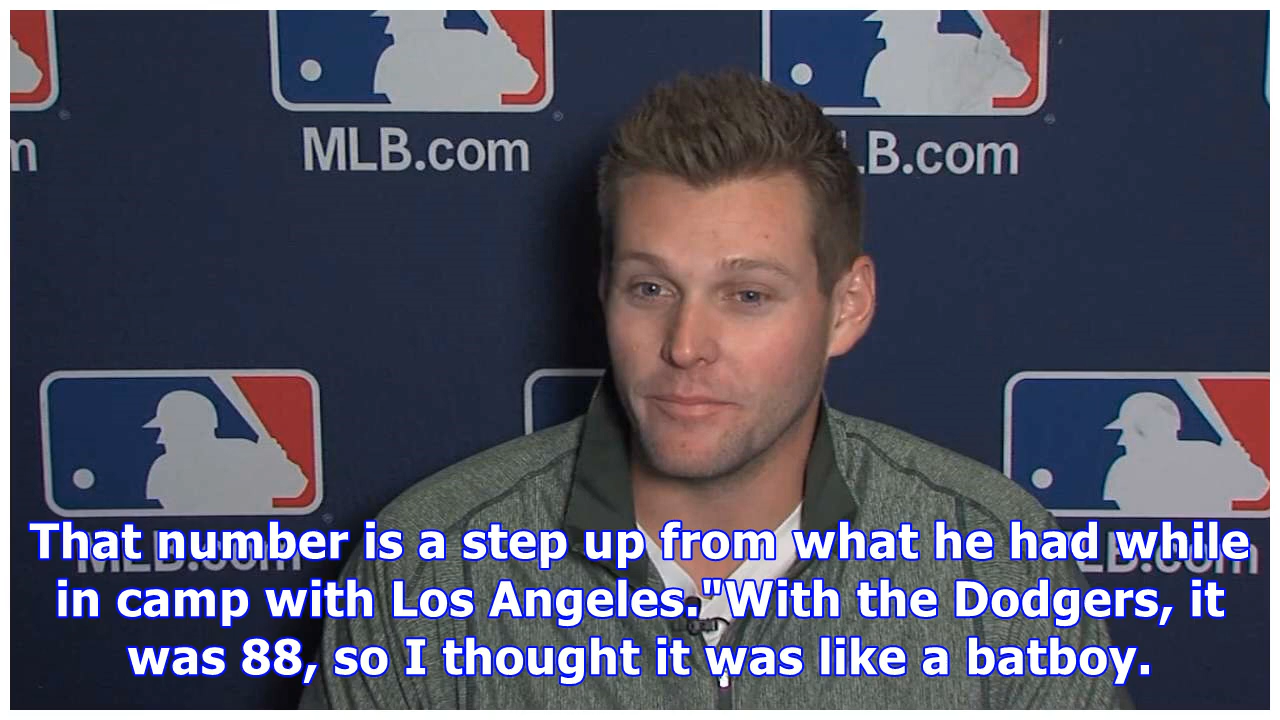 m
MLB.com
LB.com
That number is a step up from what he had while
in camp with Los Angeles."With the Dodgers, it
was 88, so I thought it was like a batboy.